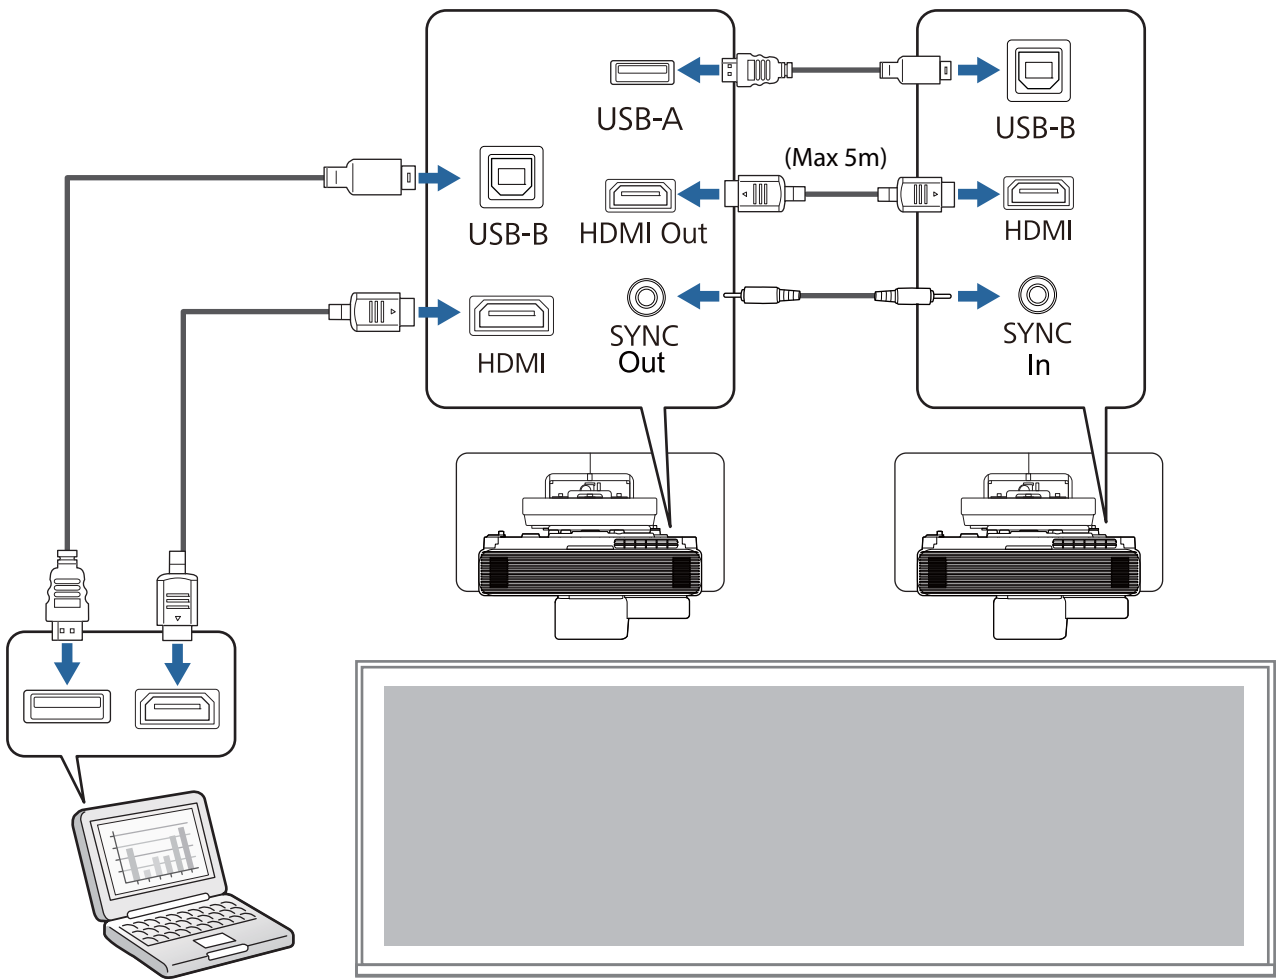 USB-A
USB-B
(Max 5m)
USB-B
HDMI Out
HDMI
HDMI
SYNC
Out
SYNC
In